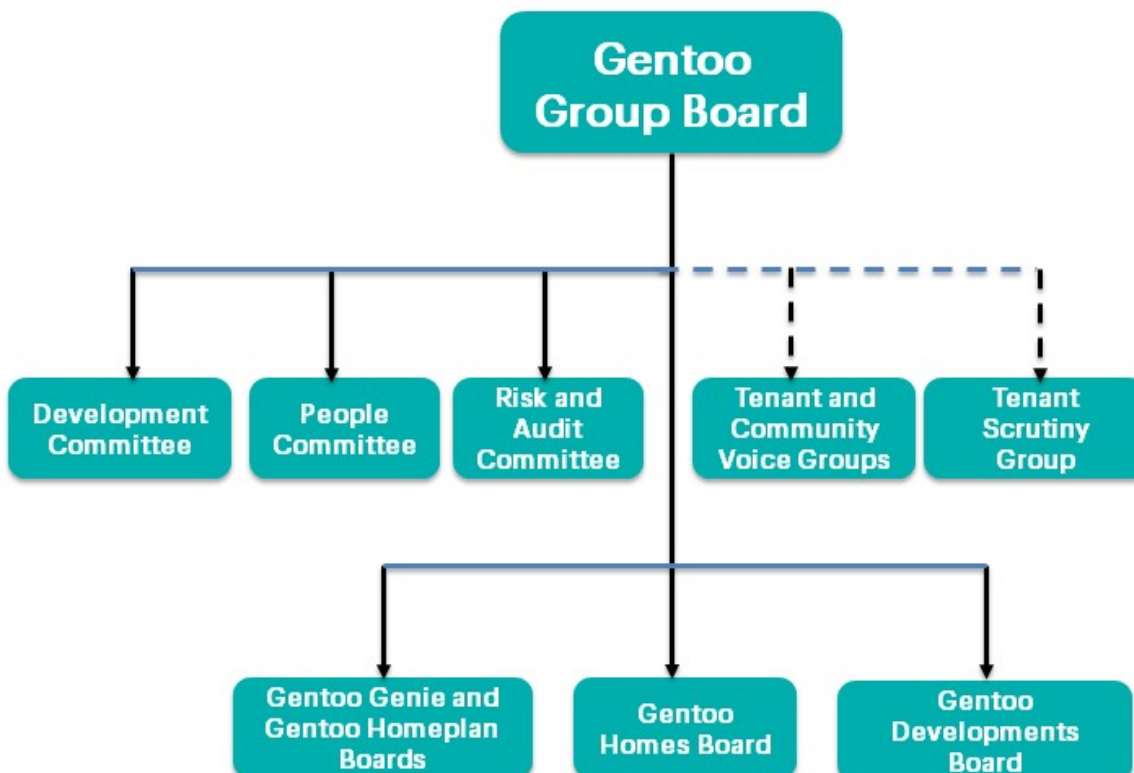 Gentoo
Group Board
Development
Committee
People
Committee
Risk and
Audit
Committee
Tenant and
Community
Voice Groups
Tenant
Scrutiny
Group
Gentoo Genie and
Gentoo Homeplan
Boards
Gentoo
Homes Board
Gentoo
Developments
Board